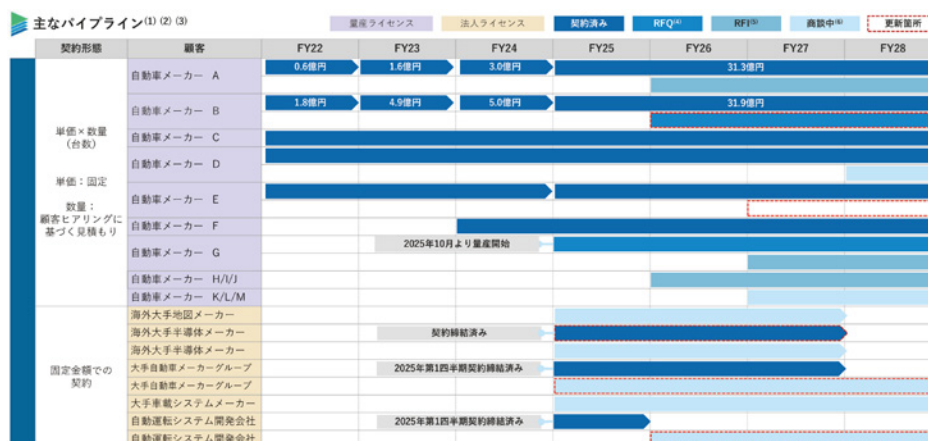 主なパイプライン(1) (2) (3)
量産ライセンス 法人ライセンス 契約済み RFQ(4) RFI(5) 商談中(6) 更新箇所
契約形態 顧客 FY22 FY23 FY24 FY25 FY26 FY27 FY28
単価×数量
(台数)
単価：固定
数量：
顧客ヒアリングに
基づく見積もり
自動車メーカー A 0.6億円 1.6億円 3.0億円 31.3億円
自動車メーカー B 1.8億円 4.9億円 5.0億円 31.9億円
自動車メーカー C
自動車メーカー D
自動車メーカー E
自動車メーカー F
自動車メーカー G 2025年10月より量産開始
自動車メーカー H/I/J
自動車メーカー K/L/M
固定金額での
契約
海外大手地図メーカー
海外大手半導体メーカー 契約締結済み
海外大手半導体メーカー
大手自動車メーカーグループ 2025年第1四半期契約締結済み
大手自動車メーカーグループ
大手車載システムメーカー
自動運転システム開発会社 2025年第1四半期契約締結済み
自動運転システム開発会社